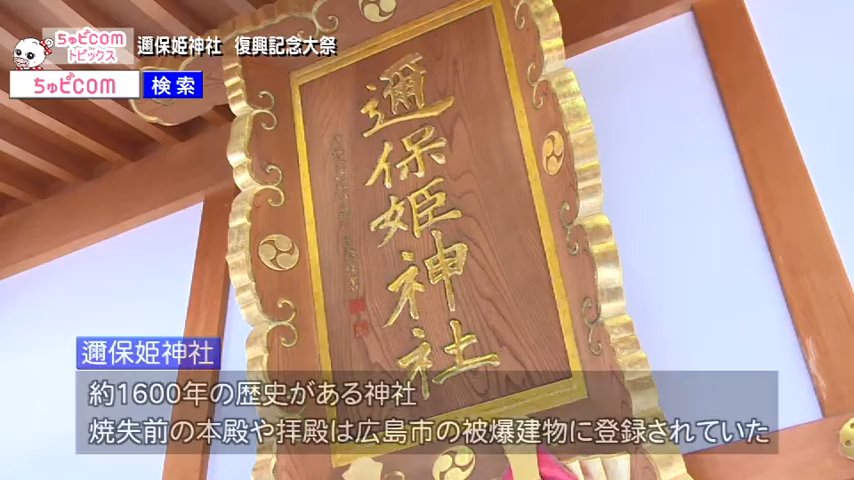 ちゅピCOM
トピックス
邇保姫神社 復興記念大祭
ちゅピCOM
検索
邇保姫神社
邇保姫神社
約1600年の歴史がある神社
焼失前の本殿や拝殿は広島市の被爆建物に登録されていた